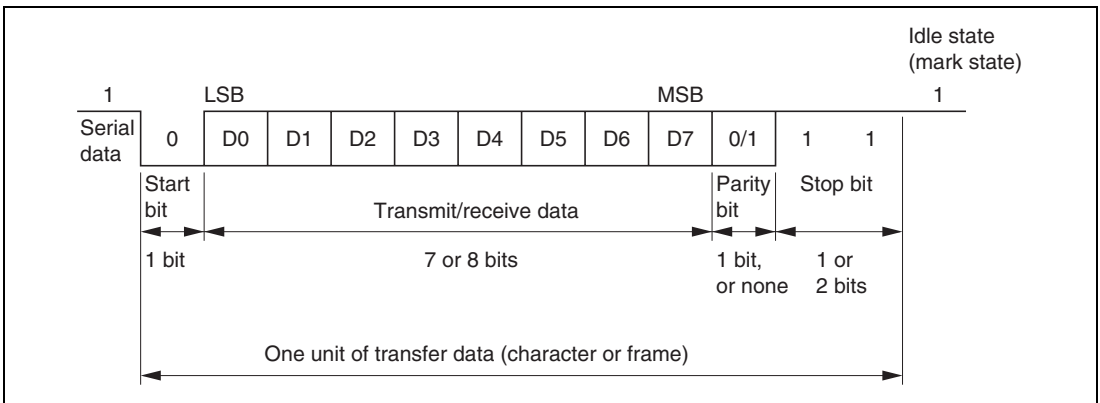 Idle state
(mark state)
1 LSB MSB 1
Serial
data
0 D0 D1 D2 D3 D4 D5 D6 D7 0/1 1 1
Start
bit
Transmit/receive data
Parity
bit
Stop bit
1 bit
7 or 8 bits
1 bit,
or none
1 or
2 bits
One unit of transfer data (character or frame)